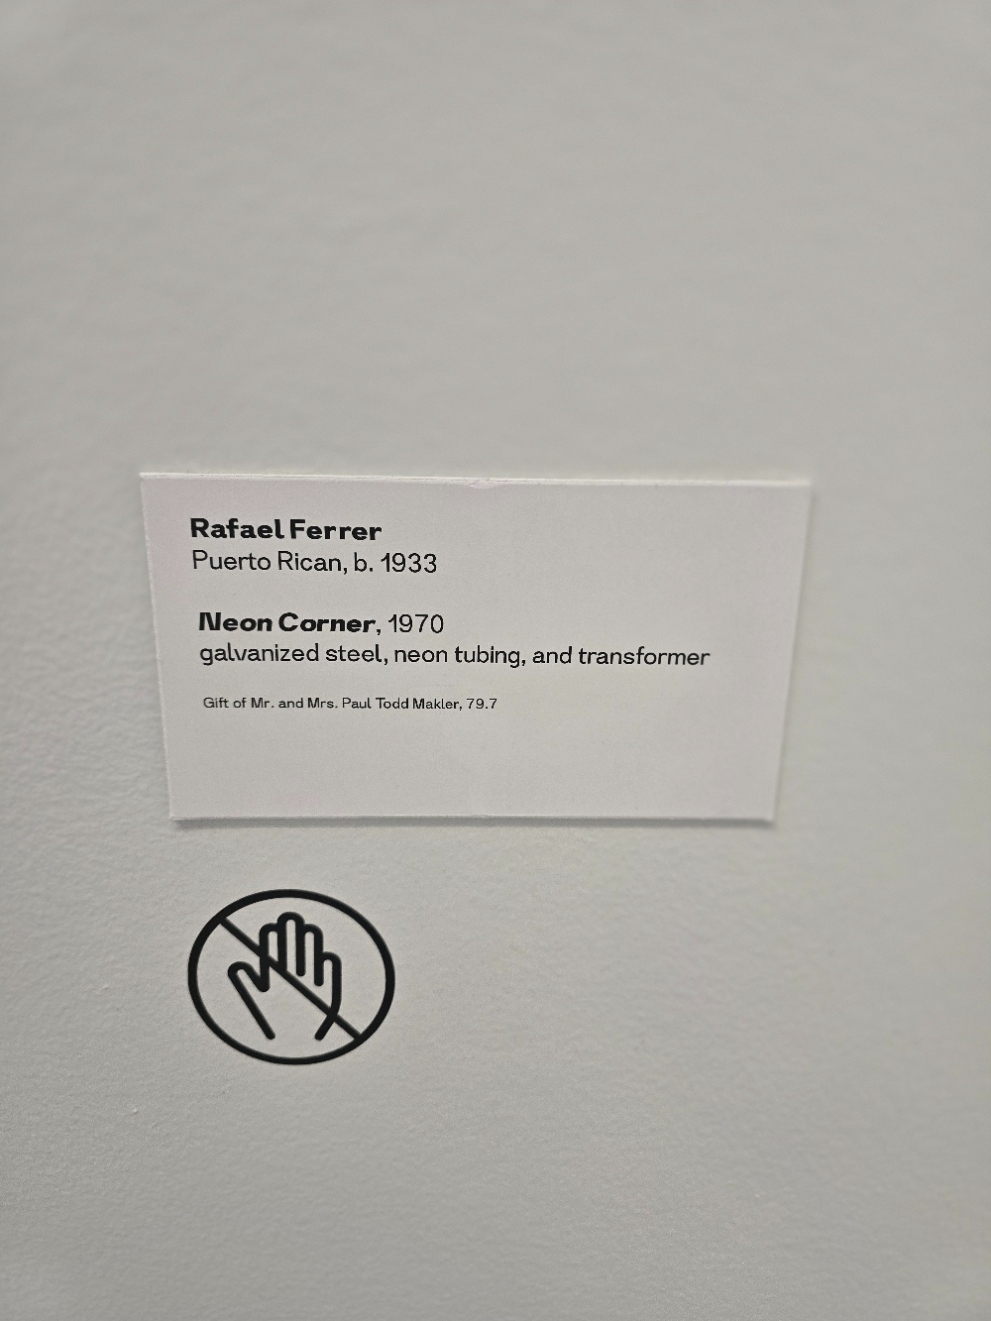 Rafael Ferrer
Puerto Rican, b. 1933
Neon Corner, 1970
galvanized steel, neon tubing, and transformer
Gift of Mr. and Mrs. Paul Todd Makler, 79.7